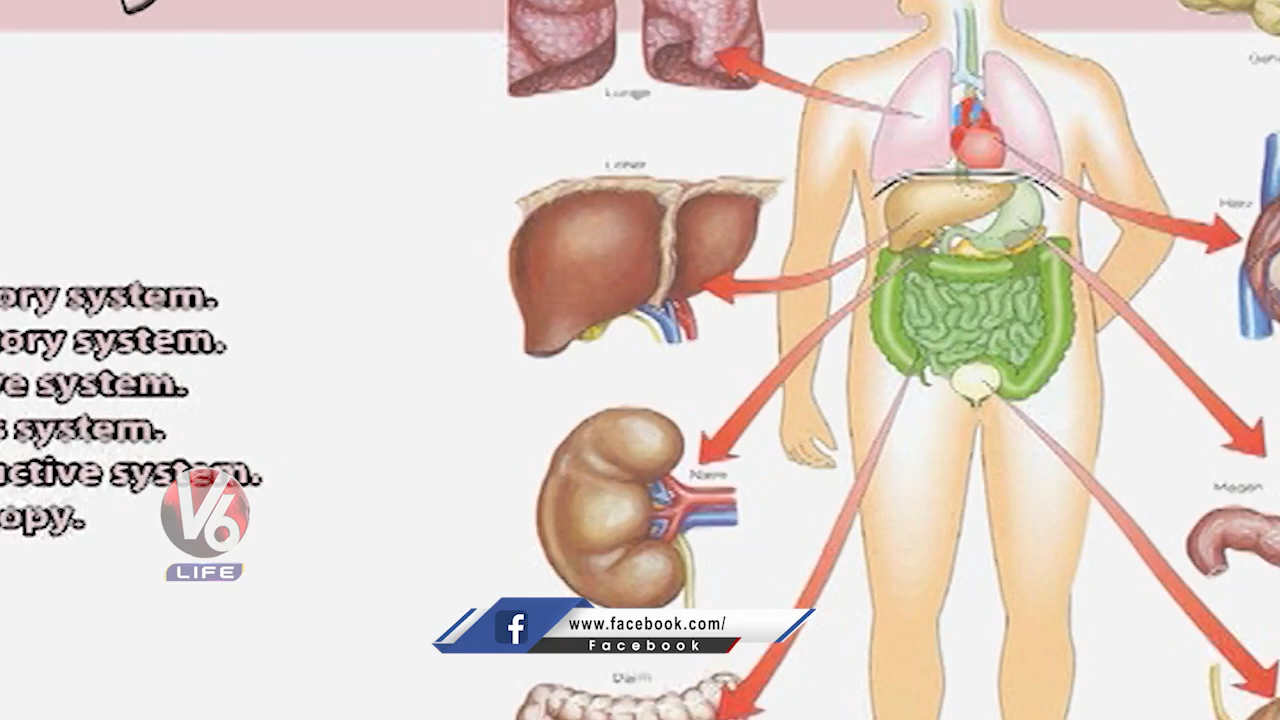 Lunge
Leber
Herz
ory system.
ory system.
ve system.
s system.
uctive system.
opy.
Niere
Magen
V6
LIFE
www.facebook.com/
Facebook
Darm